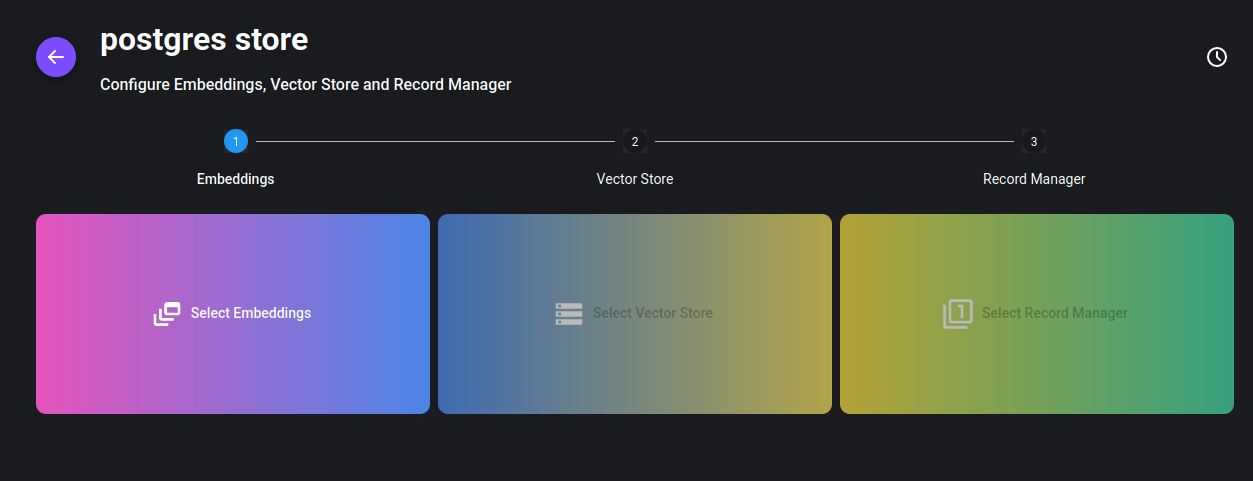 postgres store
Configure Embeddings, Vector Store and Record Manager
1
2
3
Embeddings
Vector Store
Record Manager
Select Embeddings
Select Vector Store
1
Select Record Manager